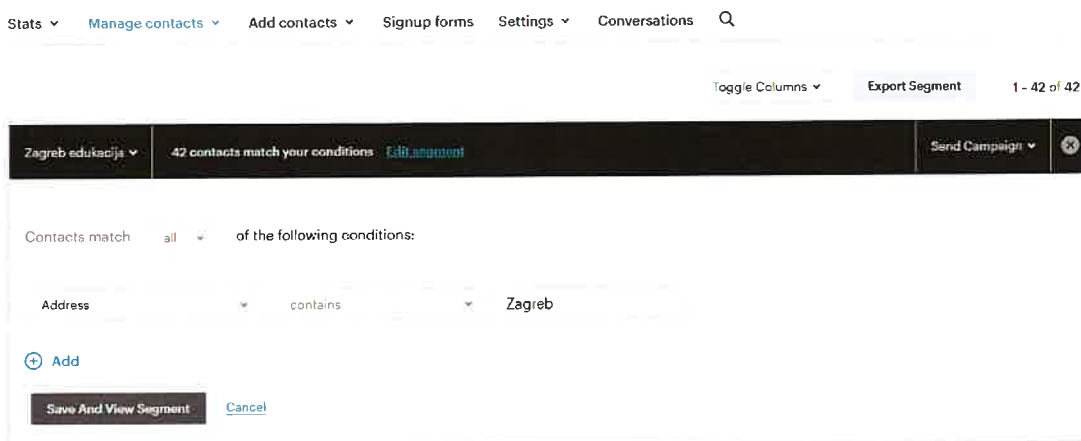 Stats Manage contacts Add contacts Signup forms Settings Conversations
Toggle Columns Export Segment 1 - 42 of 42
Zagreb edukacija 42 contacts match your conditions Edit segment Send Campaign
Contacts match all of the following conditions:
Address contains Zagreb
Add
Save And View Segment Cancel